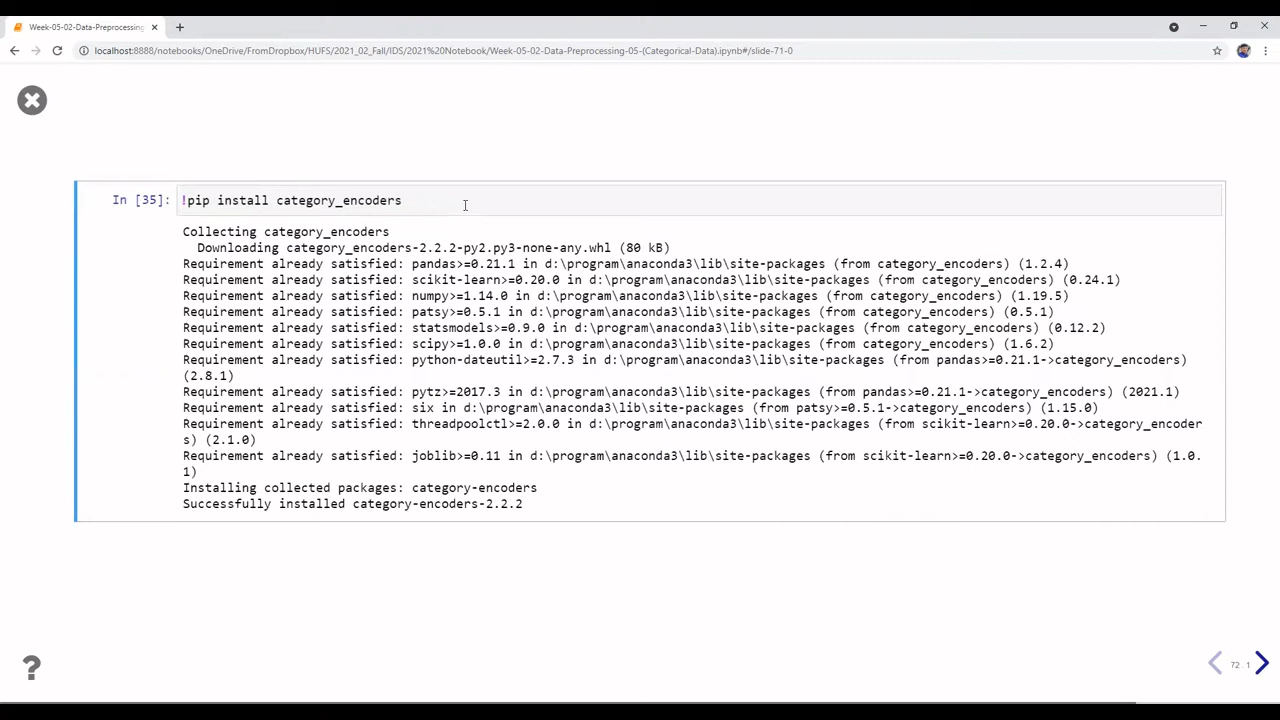 Week-05-02-Data-Preprocessing
localhost:8888/notebooks/OneDrive/FromDropbox/HUFS/2021_02_Fall/IDS/2021%20Notebook/Week-05-02-Data-Preprocessing-05-(Categorical-Data).ipynb#/slide-71-0
In [35]: !pip install category_encoders
Collecting category_encoders
Downloading category_encoders-2.2.2-py2.py3-none-any.whl (80 kB)
Requirement already satisfied: pandas>=0.21.1 in d:\program\anaconda3\lib\site-packages (from category_encoders) (1.2.4)
Requirement already satisfied: scikit-learn>=0.20.0 in d:\program\anaconda3\lib\site-packages (from category_encoders) (0.24.1)
Requirement already satisfied: numpy>=1.14.0 in d:\program\anaconda3\lib\site-packages (from category_encoders) (1.19.5)
Requirement already satisfied: patsy>=0.5.1 in d:\program\anaconda3\lib\site-packages (from category_encoders) (0.5.1)
Requirement already satisfied: statsmodels>=0.9.0 in d:\program\anaconda3\lib\site-packages (from category_encoders) (0.12.2)
Requirement already satisfied: scipy>=1.0.0 in d:\program\anaconda3\lib\site-packages (from category_encoders) (1.6.2)
Requirement already satisfied: python-dateutil>=2.7.3 in d:\program\anaconda3\lib\site-packages (from pandas>=0.21.1->category_encoders)
(2.8.1)
Requirement already satisfied: pytz>=2017.3 in d:\program\anaconda3\lib\site-packages (from pandas>=0.21.1->category_encoders) (2021.1)
Requirement already satisfied: six in d:\program\anaconda3\lib\site-packages (from patsy>=0.5.1->category_encoders) (1.15.0)
Requirement already satisfied: threadpoolctl>=2.0.0 in d:\program\anaconda3\lib\site-packages (from scikit-learn>=0.20.0->category_encoder
s) (2.1.0)
Requirement already satisfied: joblib>=0.11 in d:\program\anaconda3\lib\site-packages (from scikit-learn>=0.20.0->category_encoders) (1.0.
1)
Installing collected packages: category-encoders
Successfully installed category-encoders-2.2.2
?
72.1